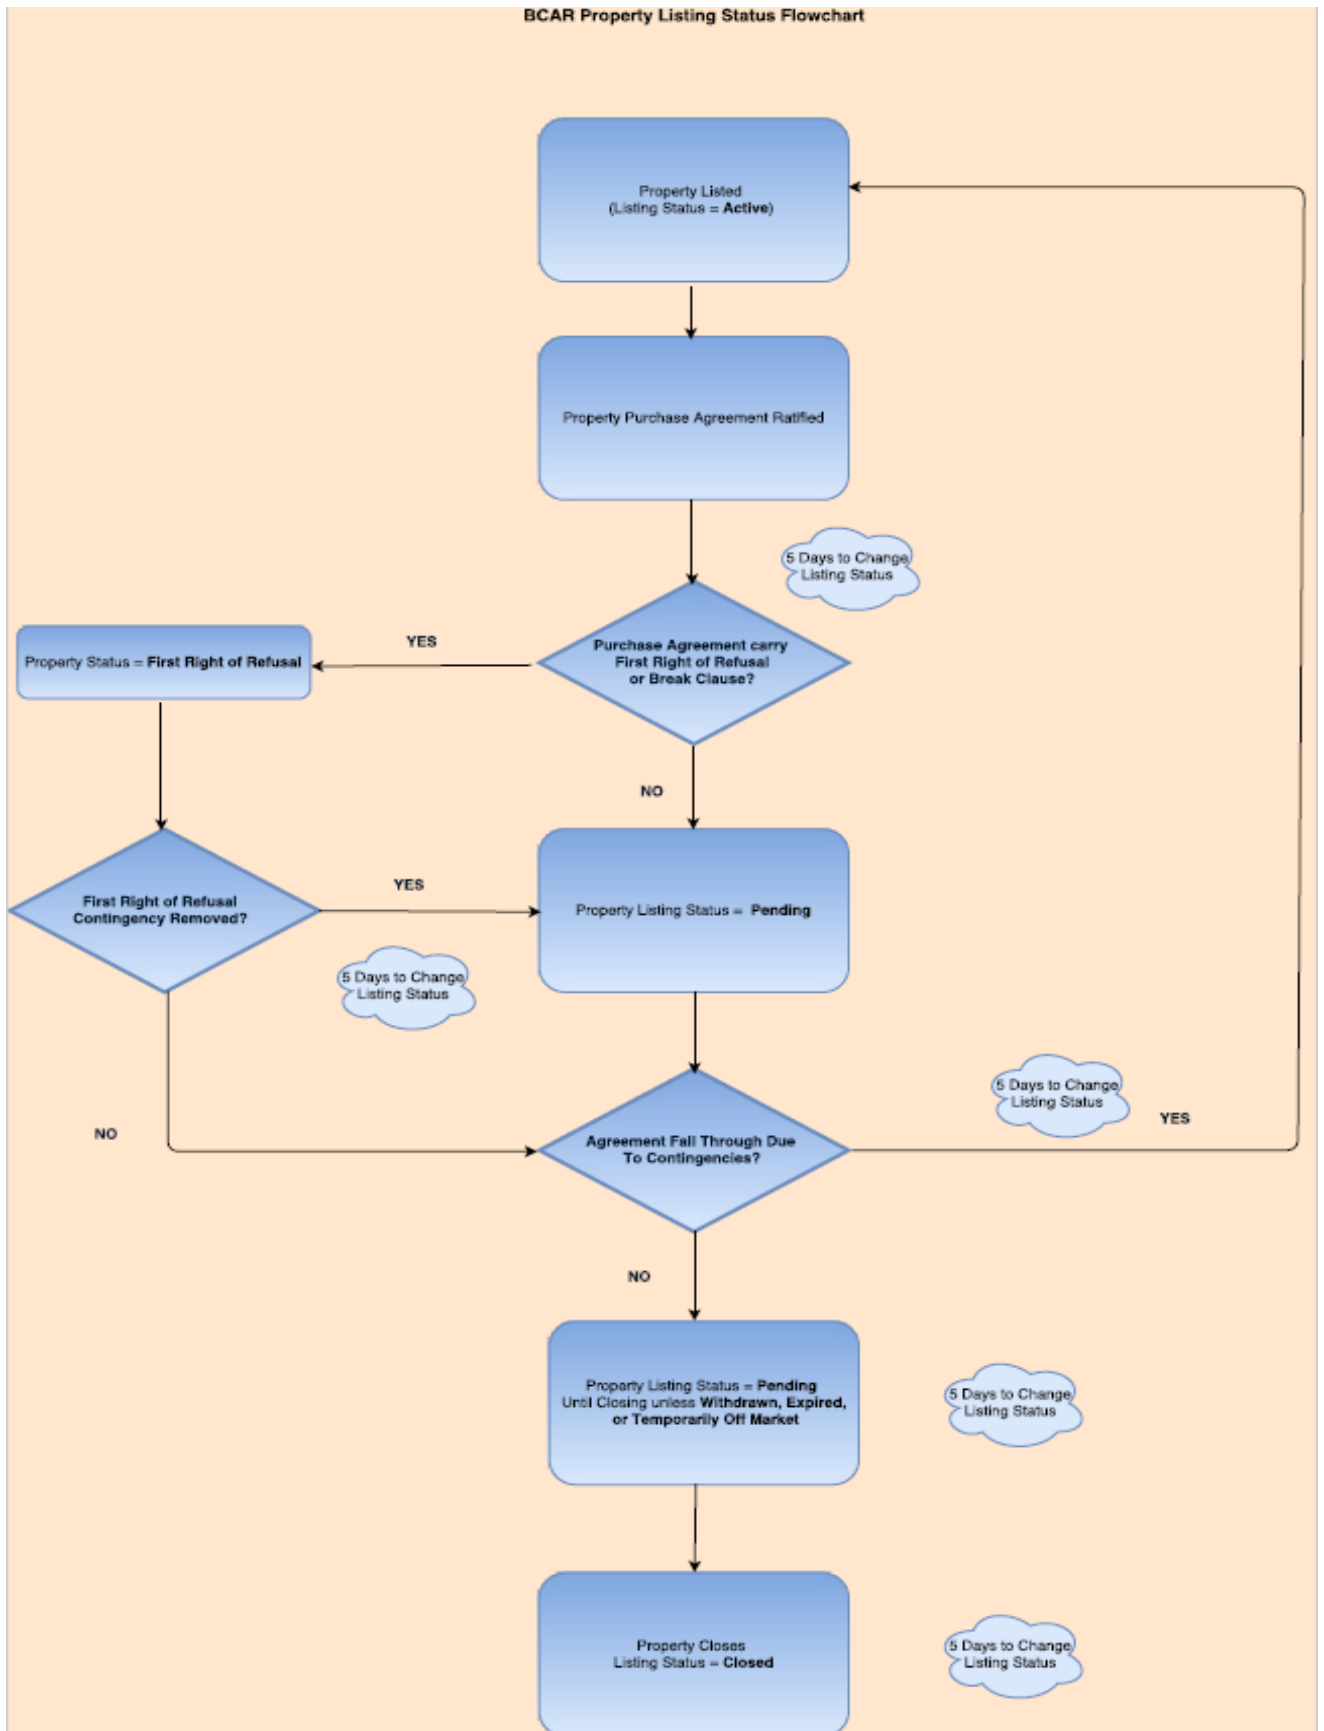 BCAR Property Listing Status Flowchart
Property Listed
(Listing Status = Active)
Property Purchase Agreement Ratified
5 Days to Change
Listing Status
Purchase Agreement carry
First Right of Refusal
or Break Clause?
YES
Property Status = First Right of Refusal
NO
First Right of Refusal
Contingency Removed?
YES
Property Listing Status = Pending
5 Days to Change
Listing Status
NO
Agreement Fall Through Due
To Contingencies?
5 Days to Change
Listing Status
YES
NO
Property Listing Status = Pending
Until Closing unless Withdrawn, Expired,
or Temporarily Off Market
5 Days to Change
Listing Status
Property Closes
Listing Status = Closed
5 Days to Change
Listing Status